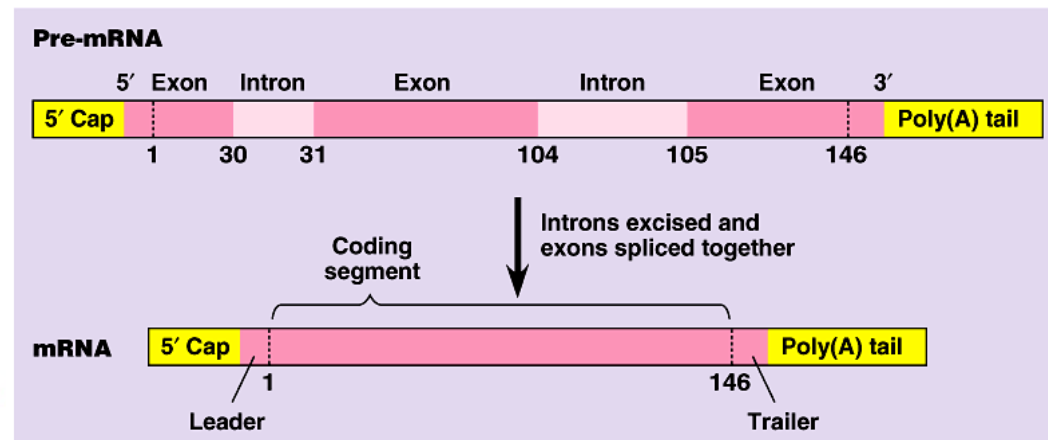 Pre-mRNA
5′ Exon Intron Exon Intron Exon 3′
5′ Cap Poly(A) tail
1 30 31 104 105 146
Introns excised and
exons spliced together
Coding
segment
mRNA 5′ Cap Poly(A) tail
1 146
Leader Trailer